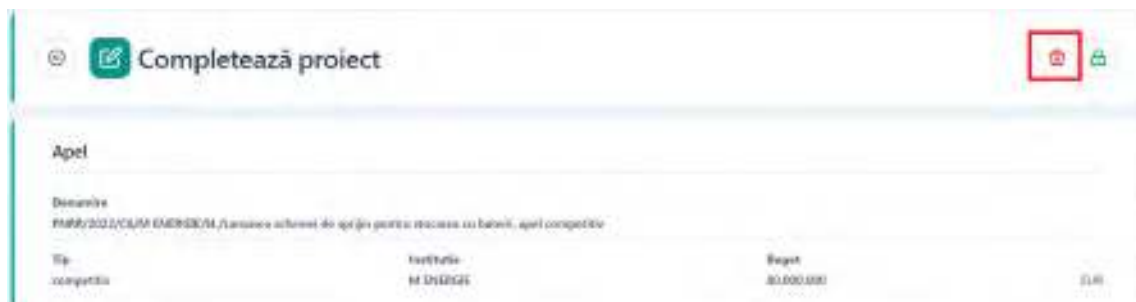 Completează proiect
Apel
Denumire
PNRR/2022/C6/M ENERGIE/4./Lansarea schemei de sprijin pentru stocarea cu baterii, apel competitiv
Tip Institutie Buget
competitiv M ENERGIE 80.000.000 EUR